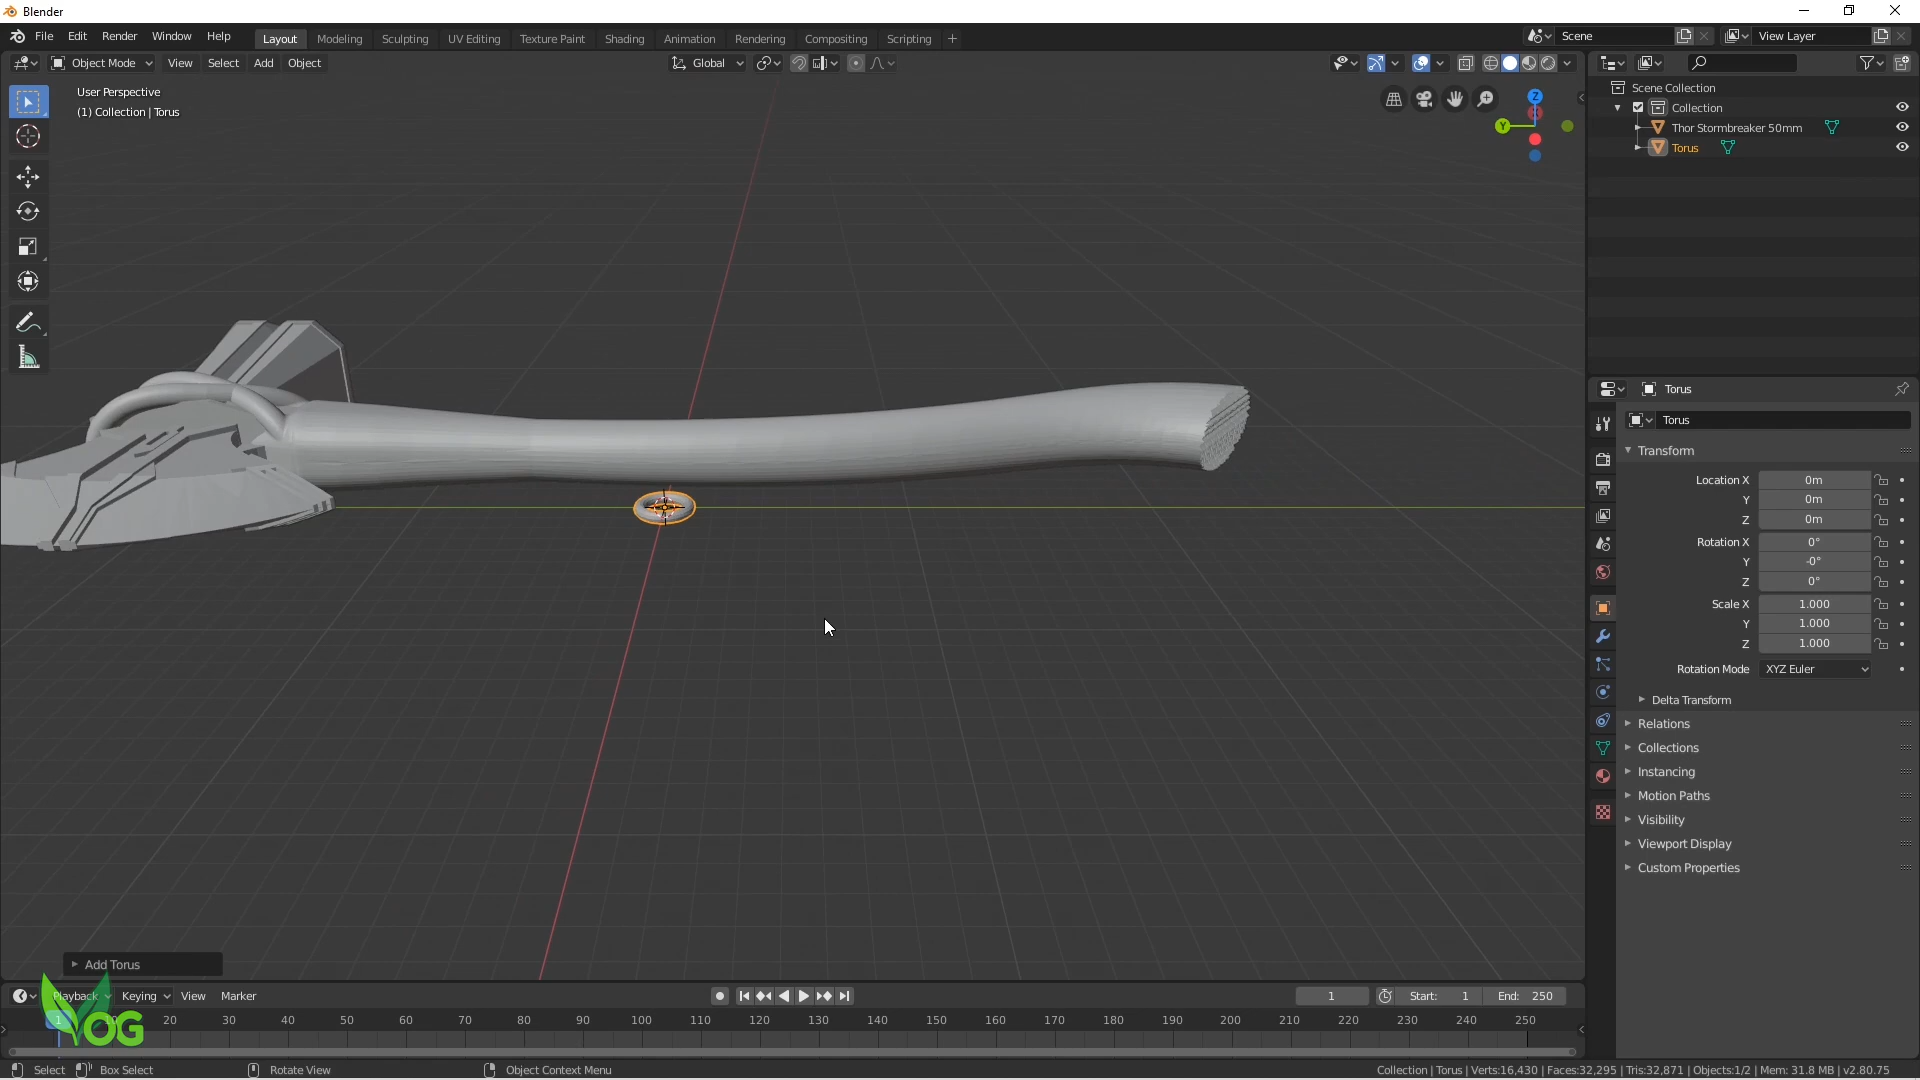 Blender
File Edit Render Window Help Layout Modeling Sculpting UV Editing Texture Paint Shading Animation Rendering Compositing Scripting + Scene View Layer
Object Mode View Select Add Object Global
User Perspective
(1) Collection | Torus
Z
Y
Scene Collection
Collection
Thor Stormbreaker 50mm
Torus
Torus
Torus
Transform
Location X 0m
Y 0m
Z 0m
Rotation X 0°
Y -0°
Z 0°
Scale X 1.000
Y 1.000
Z 1.000
Rotation Mode XYZ Euler
Delta Transform
Relations
Collections
Instancing
Motion Paths
Visibility
Viewport Display
Custom Properties
Add Torus
Playback Keying View Marker 1 Start: 1 End: 250
1 10 20 30 40 50 60 70 80 90 100 110 120 130 140 150 160 170 180 190 200 210 220 230 240 250
YOG
Select Box Select Rotate View Object Context Menu Collection | Torus | Verts:16,430 | Faces:32,295 | Tris:32,871 | Objects:1/2 | Mem: 31.8 MB | v2.80.75